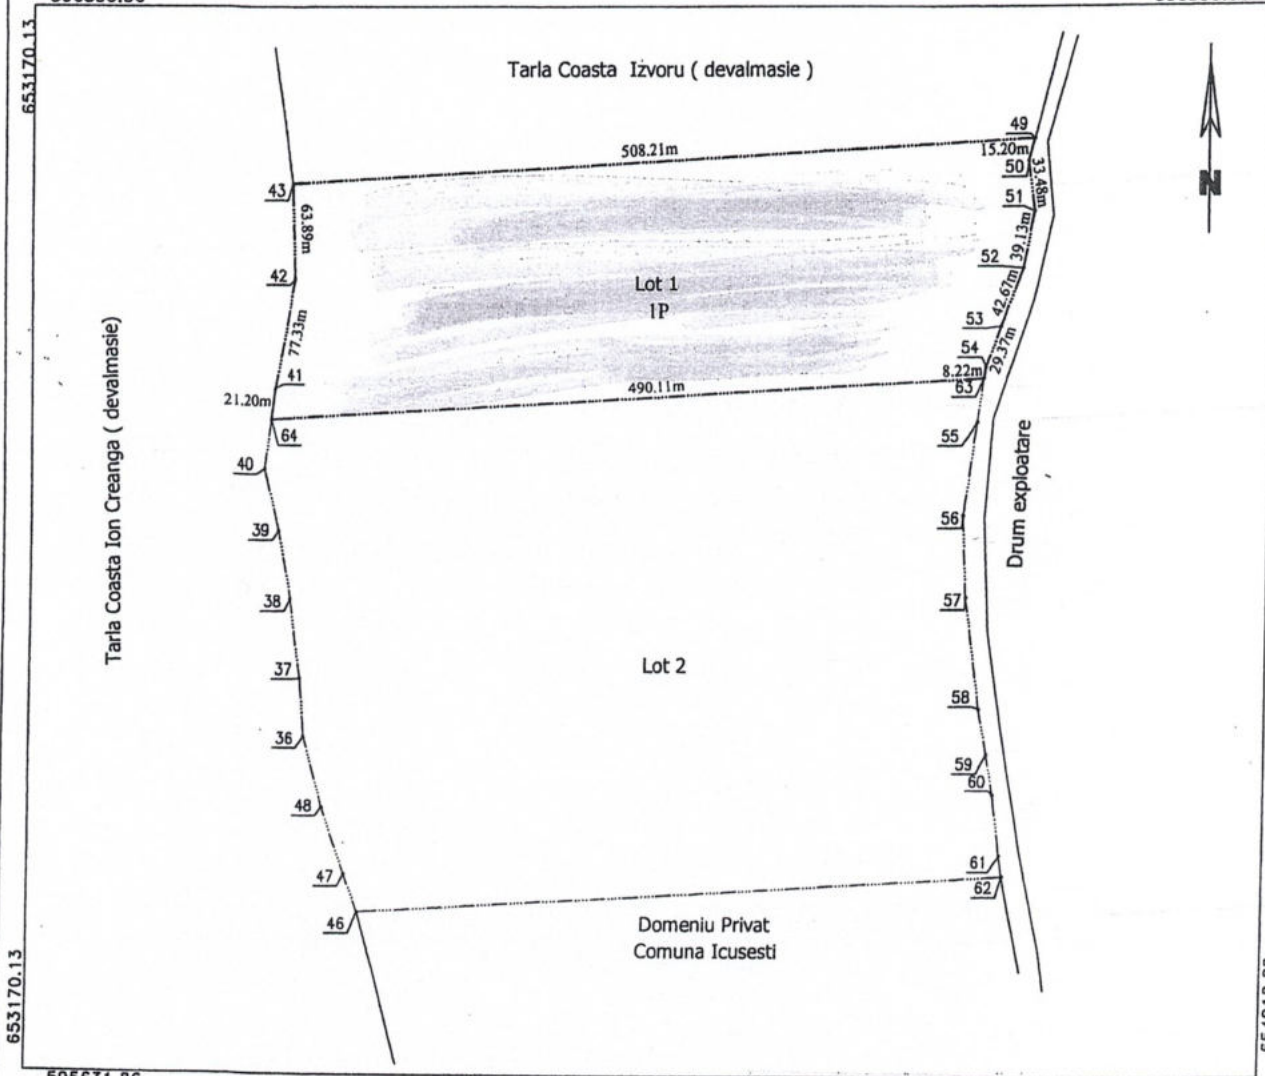 653170.13
Tarla Coasta Izvoru ( devalmasie )
N
49
508.21m
15.20m
50
33.48m
43
51
63.89m
39.13m
52
42
Lot 1
1P
42.67m
53
77.33m
54
29.37m
41
8.22m
490.11m
63
21.20m
64
55
40
Tarla Coasta Ion Creanga ( devalmasie)
Drum exploatare
39
56
38
57
Lot 2
37
58
36
59
60
48
61
47
62
46
Domeniu Privat
Comuna Icusesti
653170.13